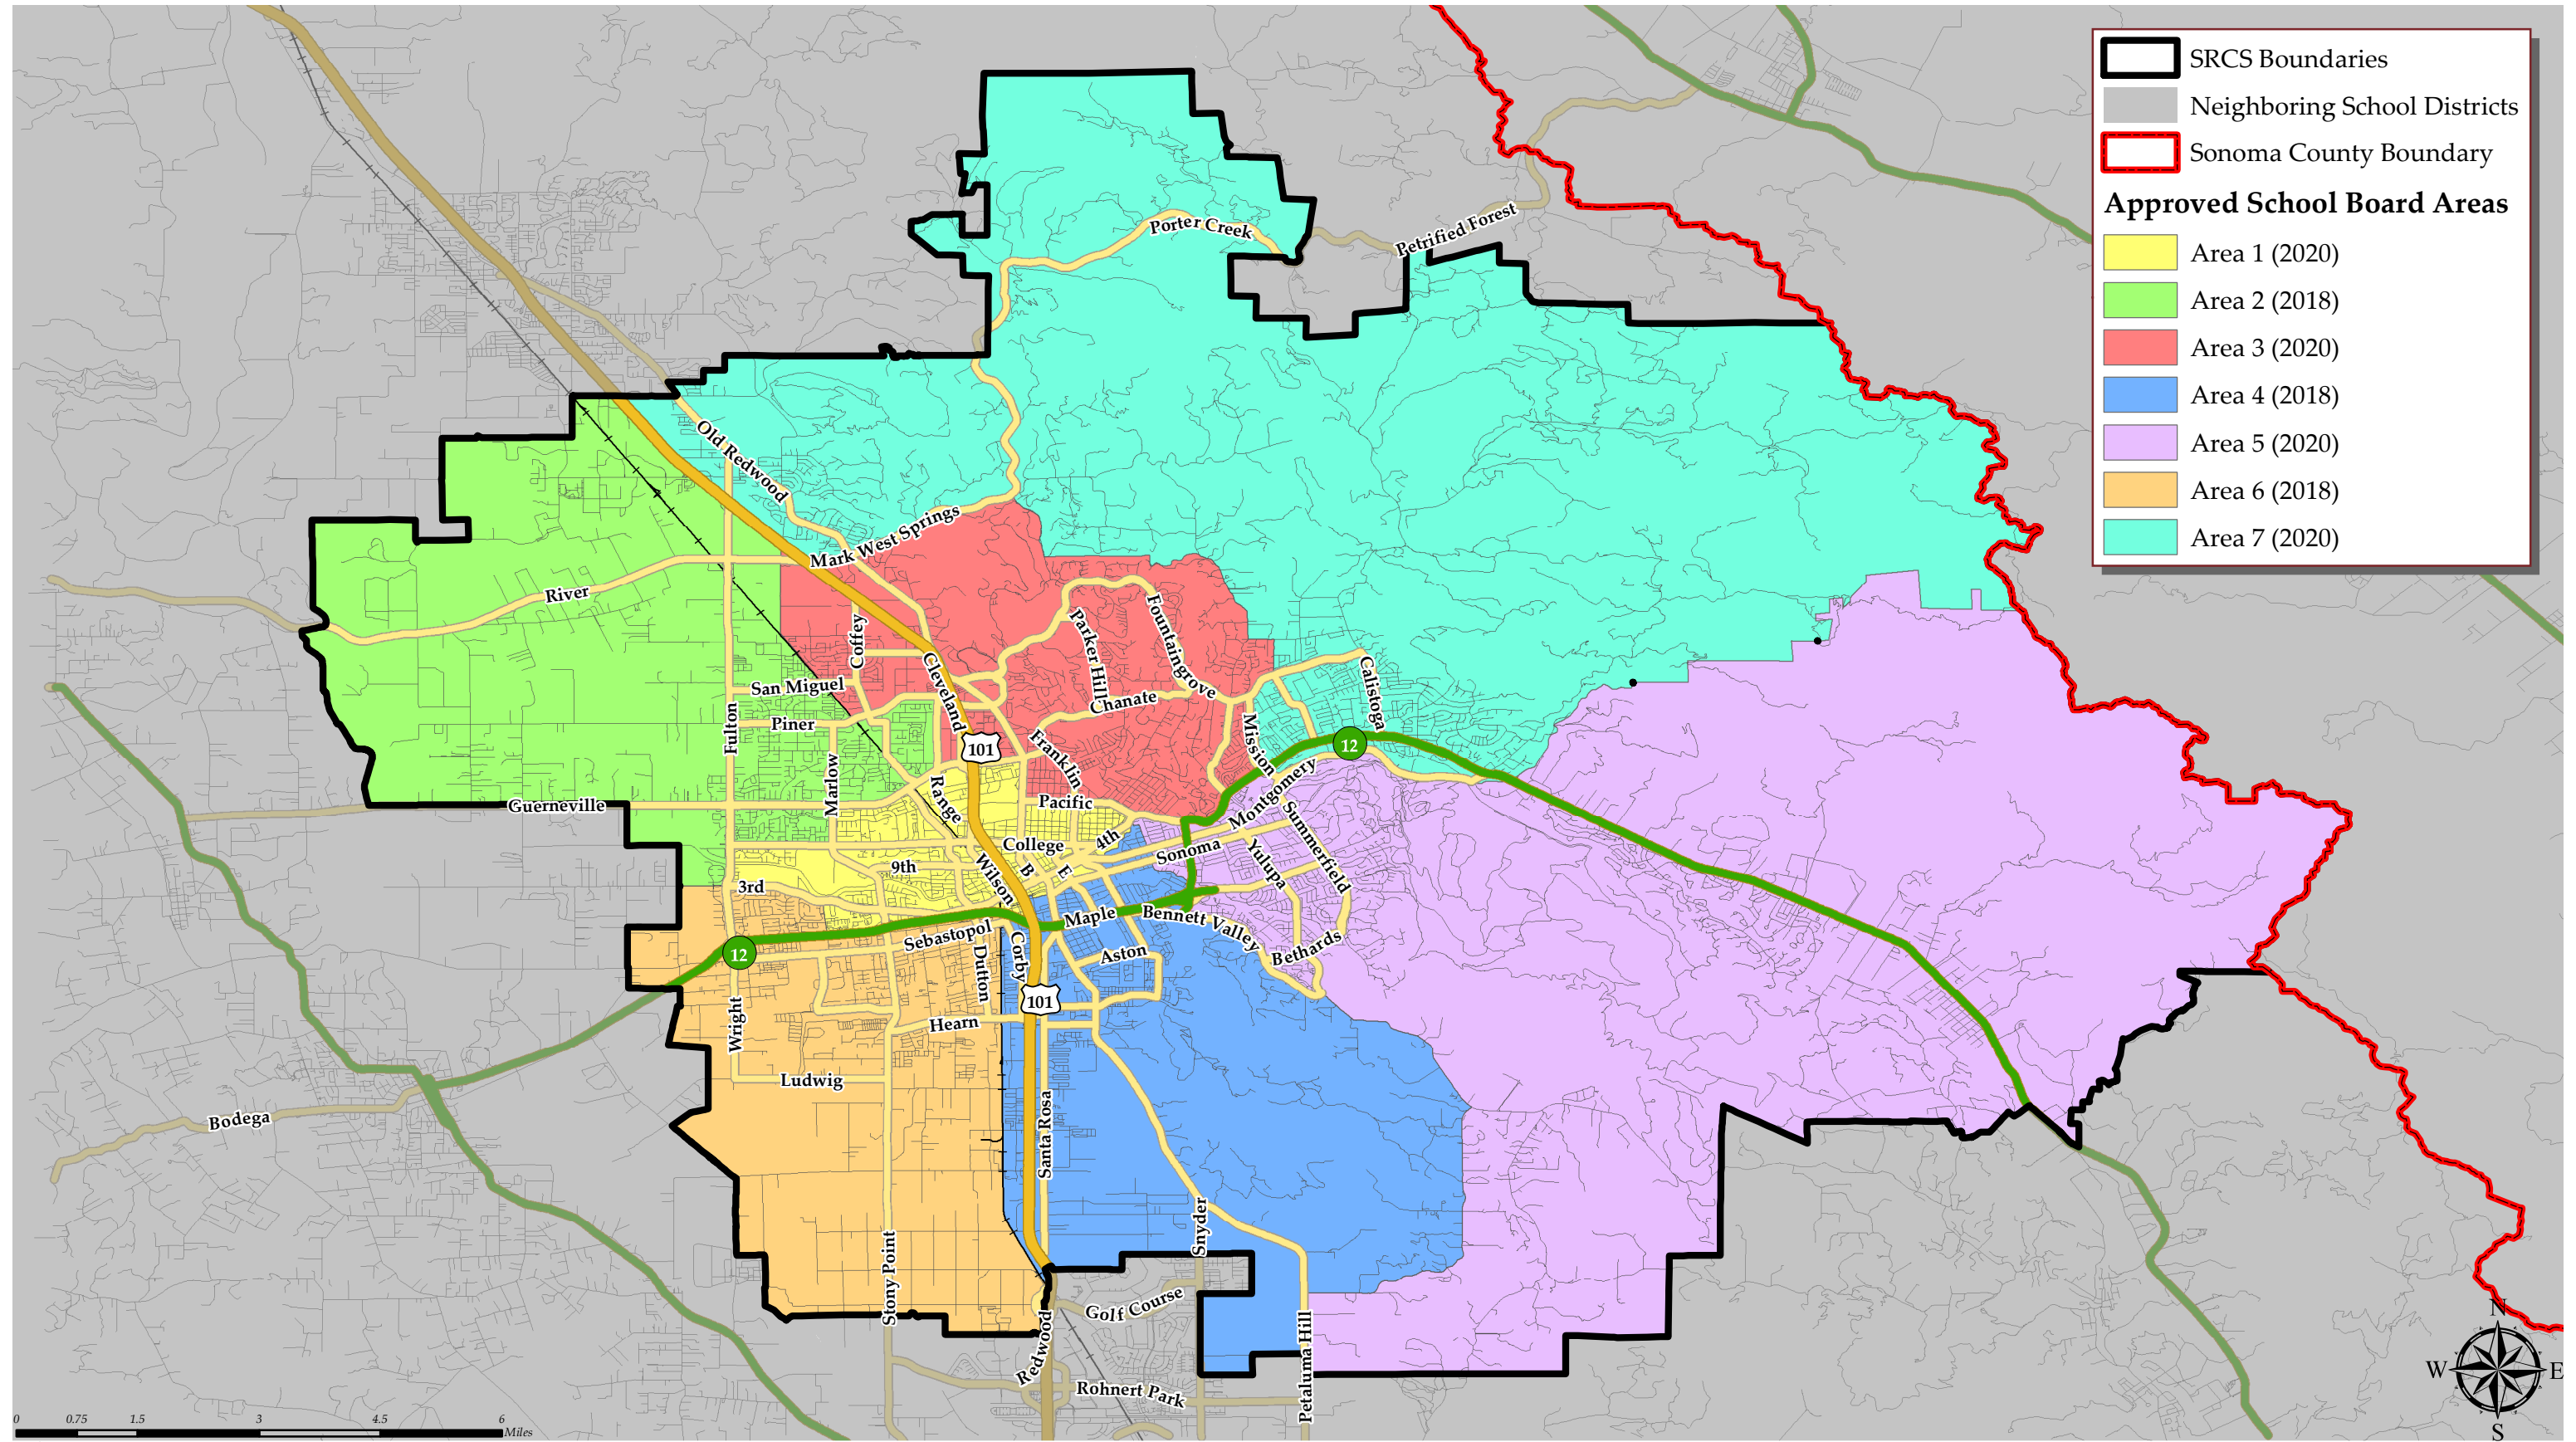 SRCS Boundaries
Neighboring School Districts
Sonoma County Boundary
Approved School Board Areas
Area 1 (2020)
Area 2 (2018)
Area 3 (2020)
Area 4 (2018)
Area 5 (2020)
Area 6 (2018)
Area 7 (2020)
Porter Creek
Petrified Forest
Old Redwood
Mark West Springs
River
Coffey
Parker Hill
Fountaingrove
San Miguel
Cleveland
Chanate
Calistoga
Fulton
Piner
Mission
101
12
Franklin
Marlow
Range
Montgomery
Guerneville
Pacific
Summerfield
College
4th
Sonoma
9th
Wilson
B
E
Yulupa
3rd
Maple
Bennett Valley
Sebastopol
12
Corby
Dutton
Aston
Bethards
101
Wright
Hearn
Ludwig
Bodega
Santa Rosa
Snyder
Stony Point
Golf Course
Redwood
Petaluma Hill
Rohnert Park
N
W
E
S
0 0.75 1.5 3 4.5 6
Miles